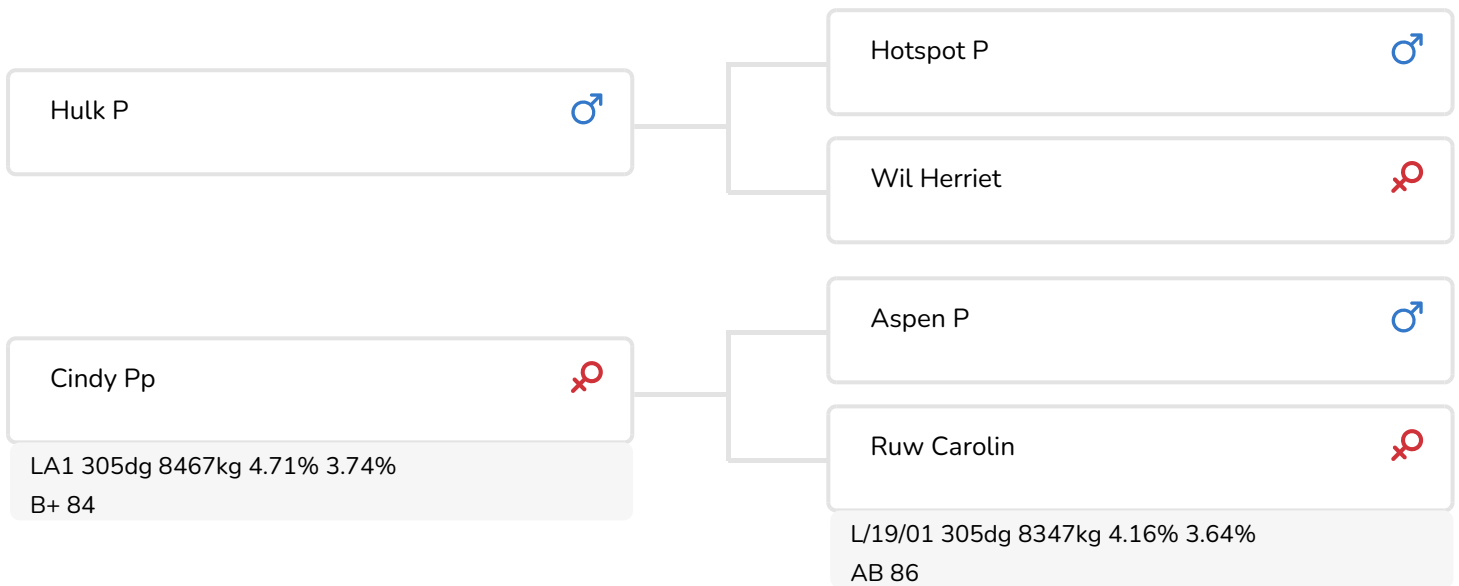 Hotspot P
Hulk P
Wil Herriet
Aspen P
Cindy Pp
Ruw Carolin
LA1 305dg 8467kg 4.71% 3.74%
B+ 84
L/19/01 305dg 8347kg 4.16% 3.64%
AB 86